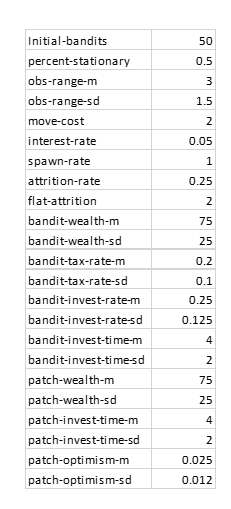 Initial-bandits 50
percent-stationary 0.5
obs-range-m 3
obs-range-sd 1.5
move-cost 2
interest-rate 0.05
spawn-rate 1
attrition-rate 0.25
flat-attrition 2
bandit-wealth-m 75
bandit-wealth-sd 25
bandit-tax-rate-m 0.2
bandit-tax-rate-sd 0.1
bandit-invest-rate-m 0.25
bandit-invest-rate-sd 0.125
bandit-invest-time-m 4
bandit-invest-time-sd 2
patch-wealth-m 75
patch-wealth-sd 25
patch-invest-time-m 4
patch-invest-time-sd 2
patch-optimism-m 0.025
patch-optimism-sd 0.012